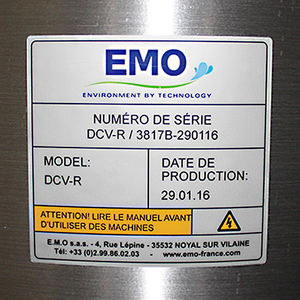 EMO
ENVIRONMENT BY TECHNOLOGY
NUMÉRO DE SÉRIE
DCV-R / 3817B-290116
MODEL:
DCV-R
DATE DE
PRODUCTION:
29.01.16
ATTENTION! LIRE LE MANUEL AVANT
D'UTILISER DES MACHINES
E.M.O s.a.s. - 4, Rue Lépine - 35532 NOYAL SUR VILAINE
Tél: +33 (0)2.99.86.02.03 - www.emo-france.com